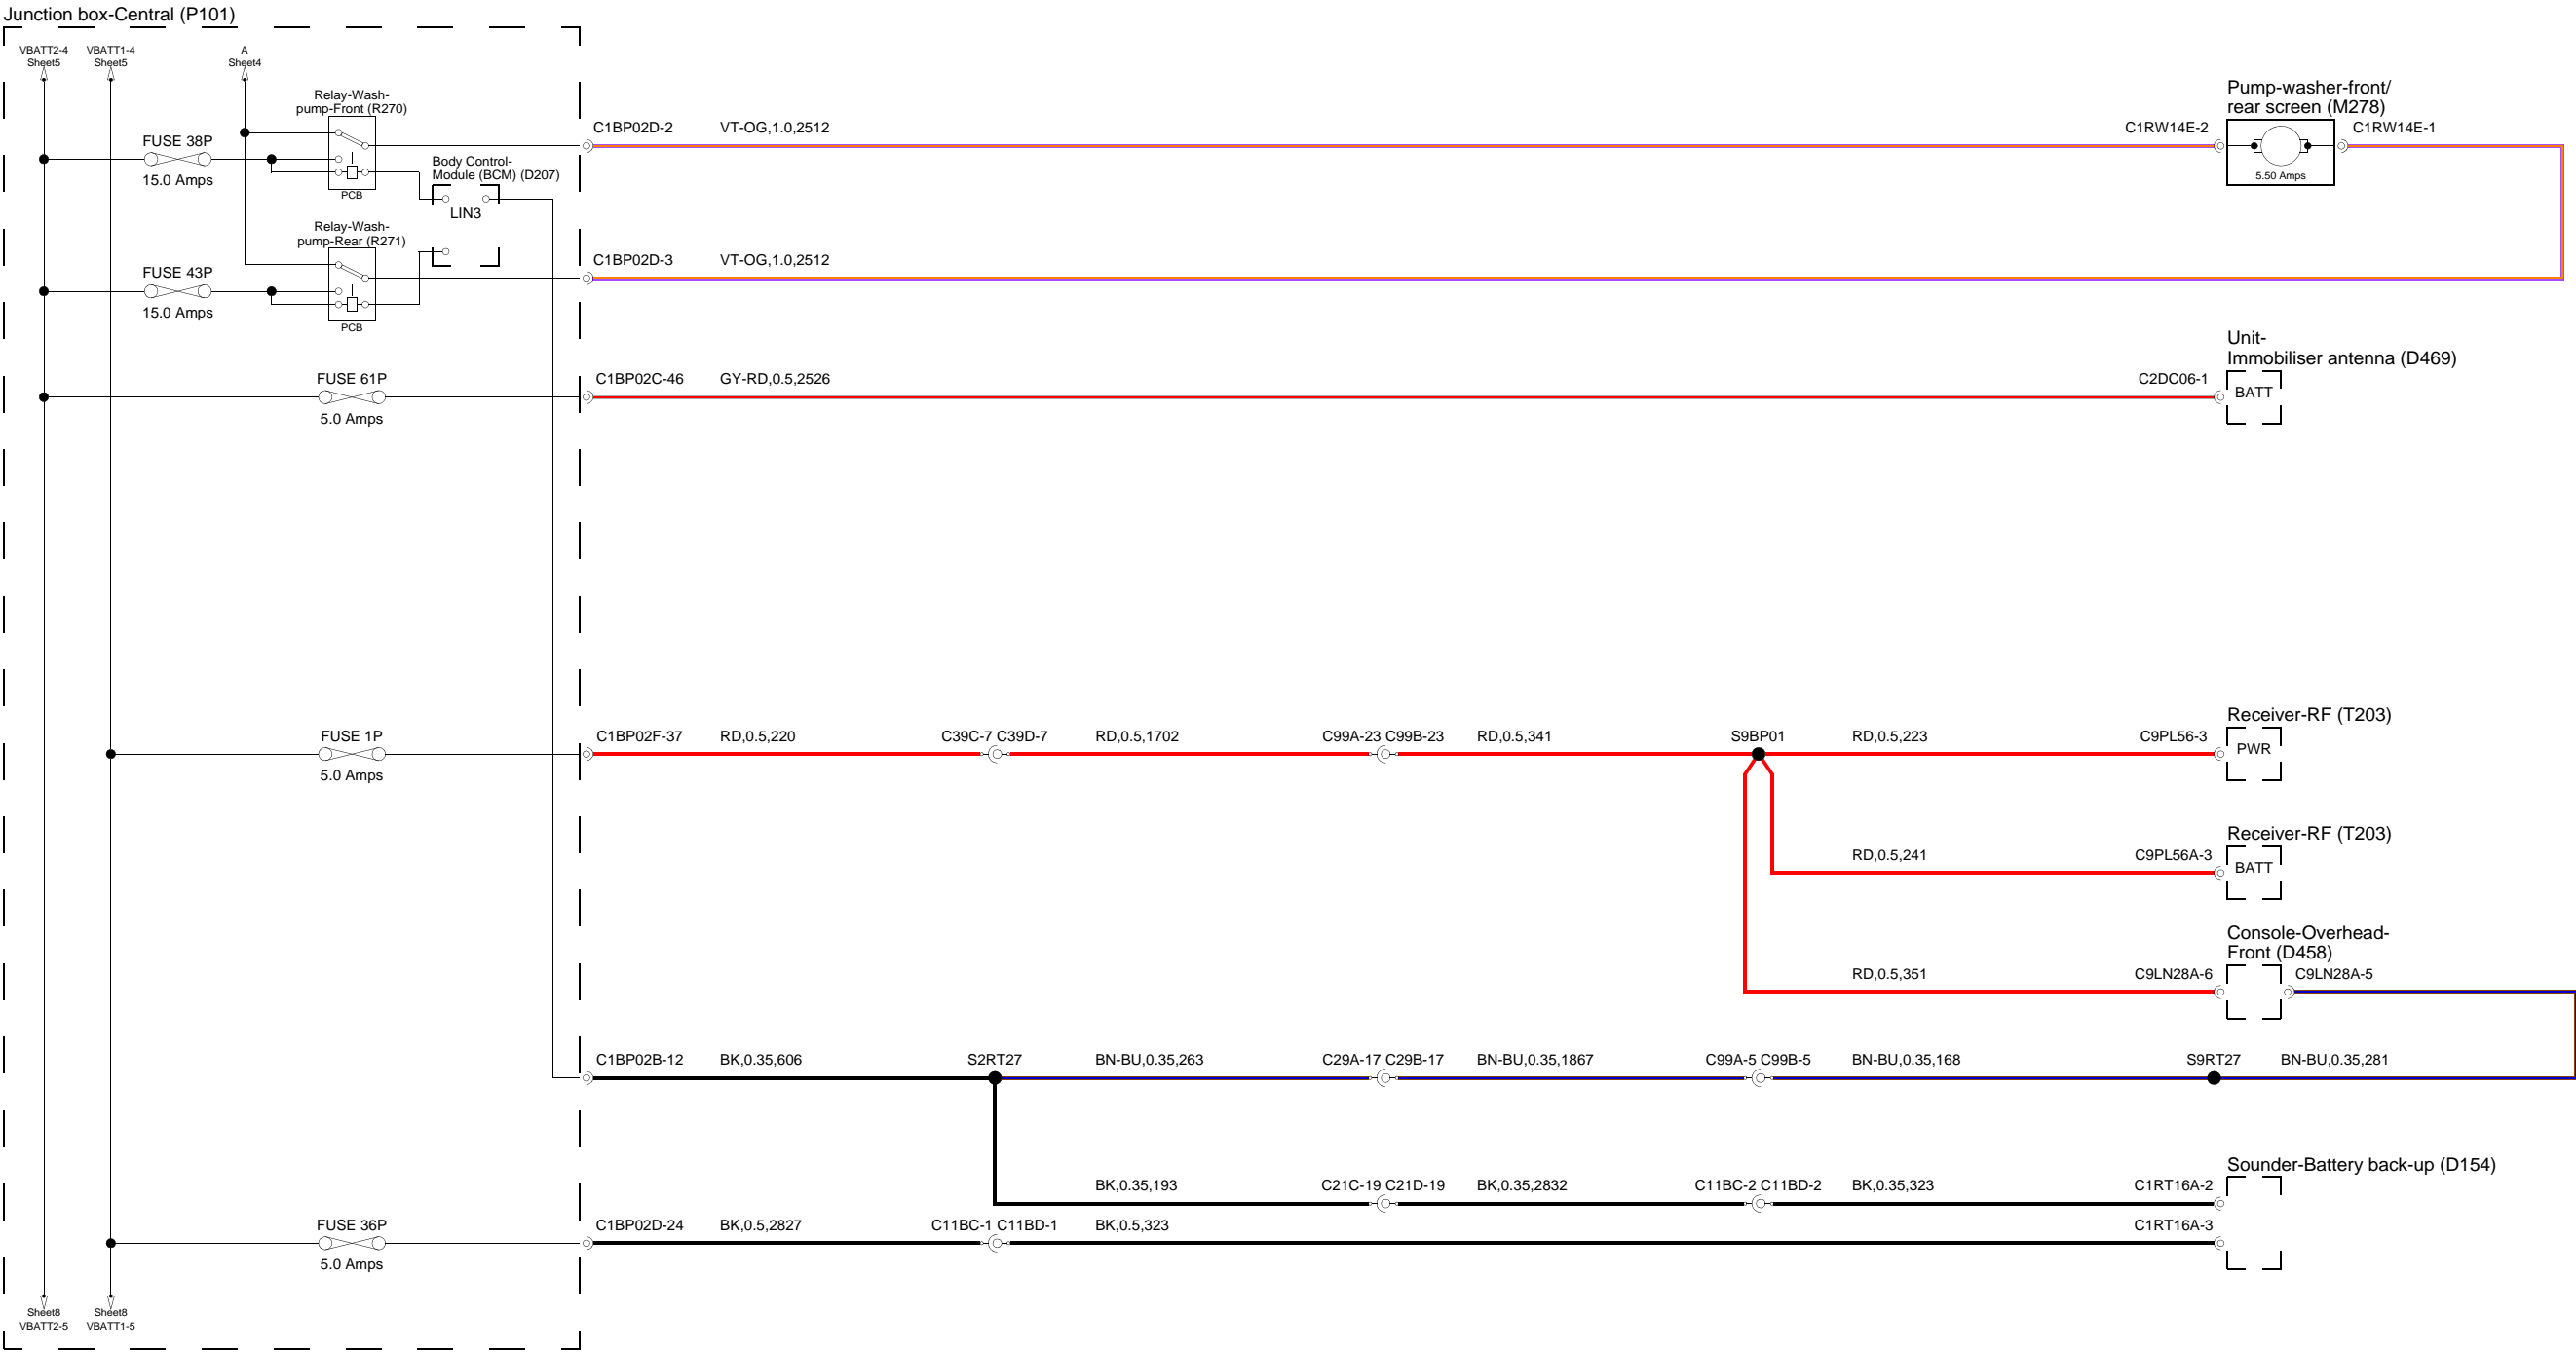 Junction box-Central (P101)
VBATT2-4
Sheet5
VBATT1-4
Sheet5
A
Sheet4
Relay-Wash-
pump-Front (R270)
PCB
FUSE 38P
15.0 Amps
Body Control-
Module (BCM) (D207)
LIN3
C1BP02D-2 VT-OG,1.0,2512 C1RW14E-2
Pump-washer-front/
rear screen (M278)
5.50 Amps
C1RW14E-1
Relay-Wash-
pump-Rear (R271)
PCB
FUSE 43P
15.0 Amps
C1BP02D-3 VT-OG,1.0,2512
FUSE 61P
5.0 Amps
C1BP02C-46 GY-RD,0.5,2526 C2DC06-1
Unit-
Immobiliser antenna (D469)
BATT
FUSE 1P
5.0 Amps
C1BP02F-37 RD,0.5,220 C39C-7 C39D-7 RD,0.5,1702 C99A-23 C99B-23 RD,0.5,341 S9BP01 RD,0.5,223 C9PL56-3
Receiver-RF (T203)
PWR
Receiver-RF (T203)
RD,0.5,241 C9PL56A-3
BATT
Console-Overhead-
Front (D458)
RD,0.5,351 C9LN28A-6 C9LN28A-5
C1BP02B-12 BK,0.35,606 S2RT27 BN-BU,0.35,263 C29A-17 C29B-17 BN-BU,0.35,1867 C99A-5 C99B-5 BN-BU,0.35,168 S9RT27 BN-BU,0.35,281
Sounder-Battery back-up (D154)
BK,0.35,193 C21C-19 C21D-19 BK,0.35,2832 C11BC-2 C11BD-2 BK,0.35,323 C1RT16A-2
FUSE 36P
5.0 Amps
C1BP02D-24 BK,0.5,2827 C11BC-1 C11BD-1 BK,0.5,323 C1RT16A-3
Sheet8
VBATT2-5
Sheet8
VBATT1-5